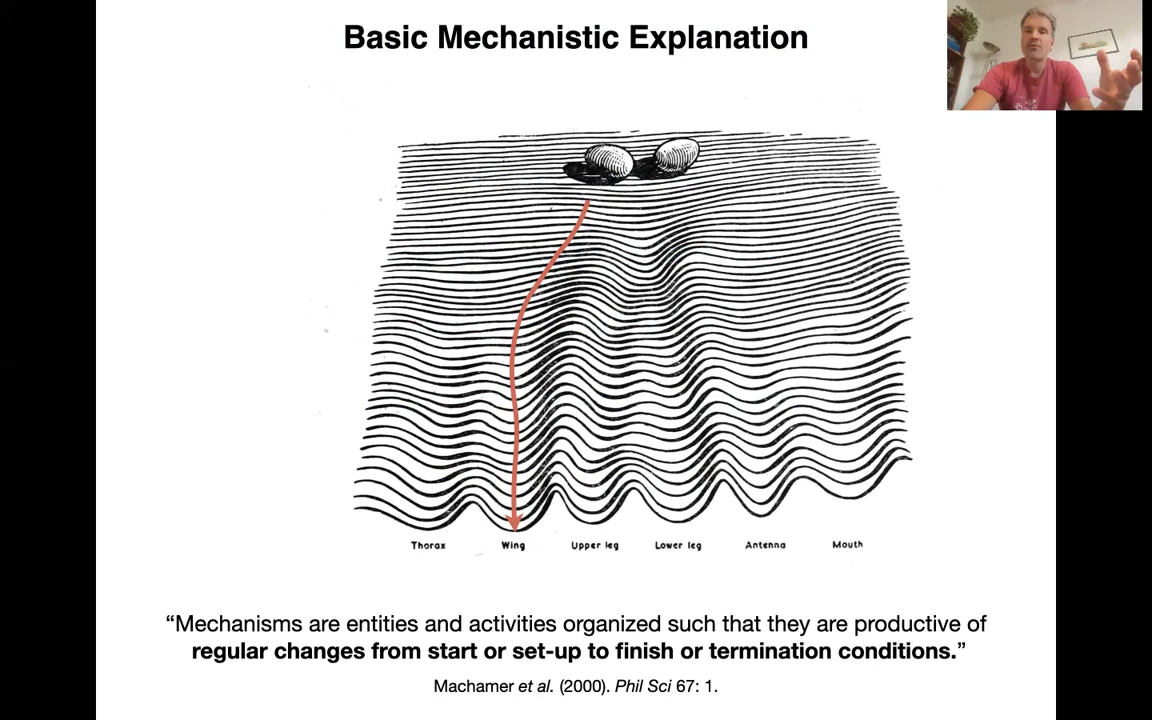 Basic Mechanistic Explanation
Thorax Wing Upper leg Lower leg Antenna Mouth
“Mechanisms are entities and activities organized such that they are productive of
regular changes from start or set-up to finish or termination conditions.”
Machamer et al. (2000). Phil Sci 67: 1.